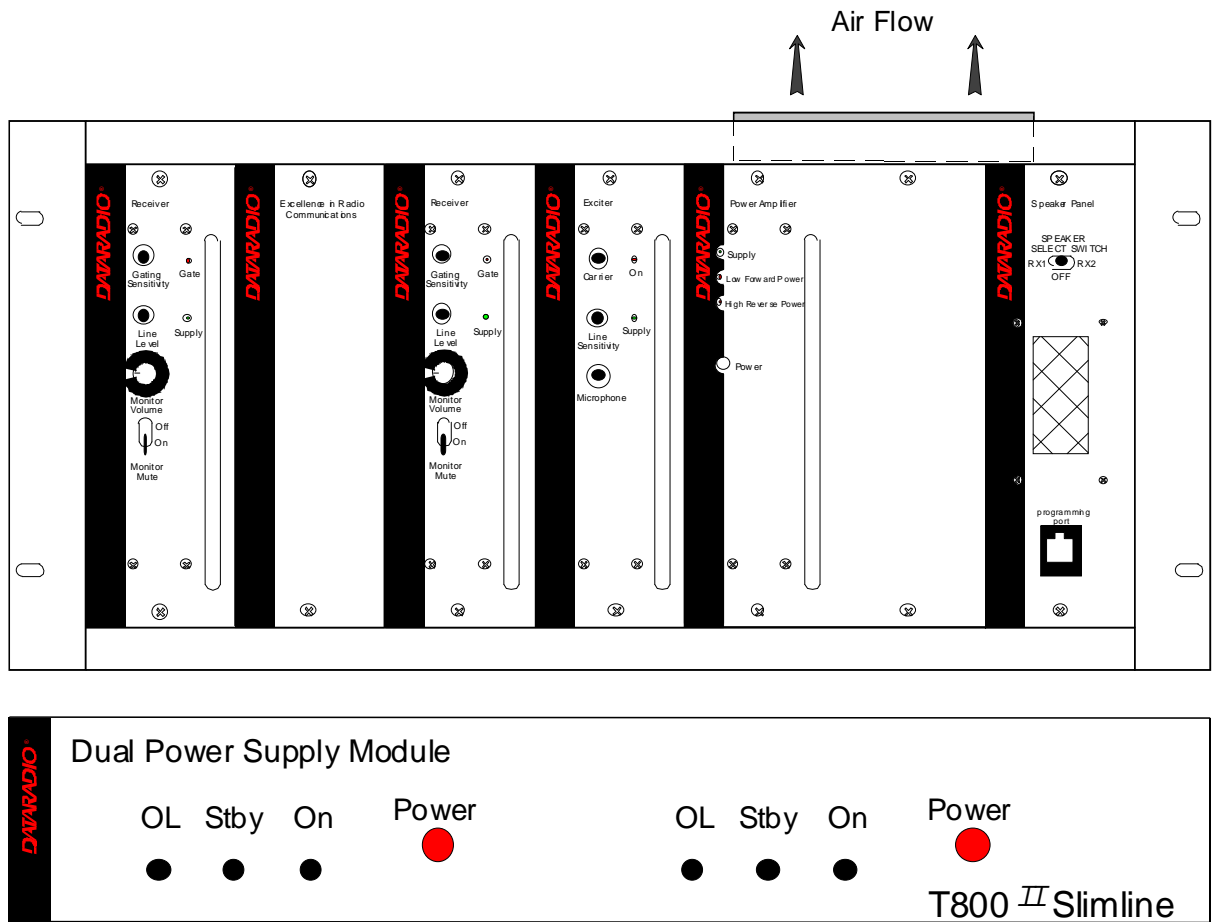 Air Flow
DATARADIO®
Receiver
Gating
Sensitivity
Gate
Line
Level
Supply
Monitor
Volume
Off
On
Monitor
Mute
DATARADIO®
Excellence in Radio
Communications
DATARADIO®
Receiver
Gating
Sensitivity
Gate
Line
Level
Supply
Monitor
Volume
Off
On
Monitor
Mute
DATARADIO®
Exciter
Carrier
On
Line
Sensitivity
Supply
Microphone
DATARADIO®
Power Amplifier
Supply
Low Forward Power
High Reverse Power
Power
DATARADIO®
Speaker Panel
SPEAKER
SELECT SWITCH
RX1 RX2
OFF
programming
port
DATARADIO®
Dual Power Supply Module
OL Stby On Power
OL Stby On Power
T800 II Slimline